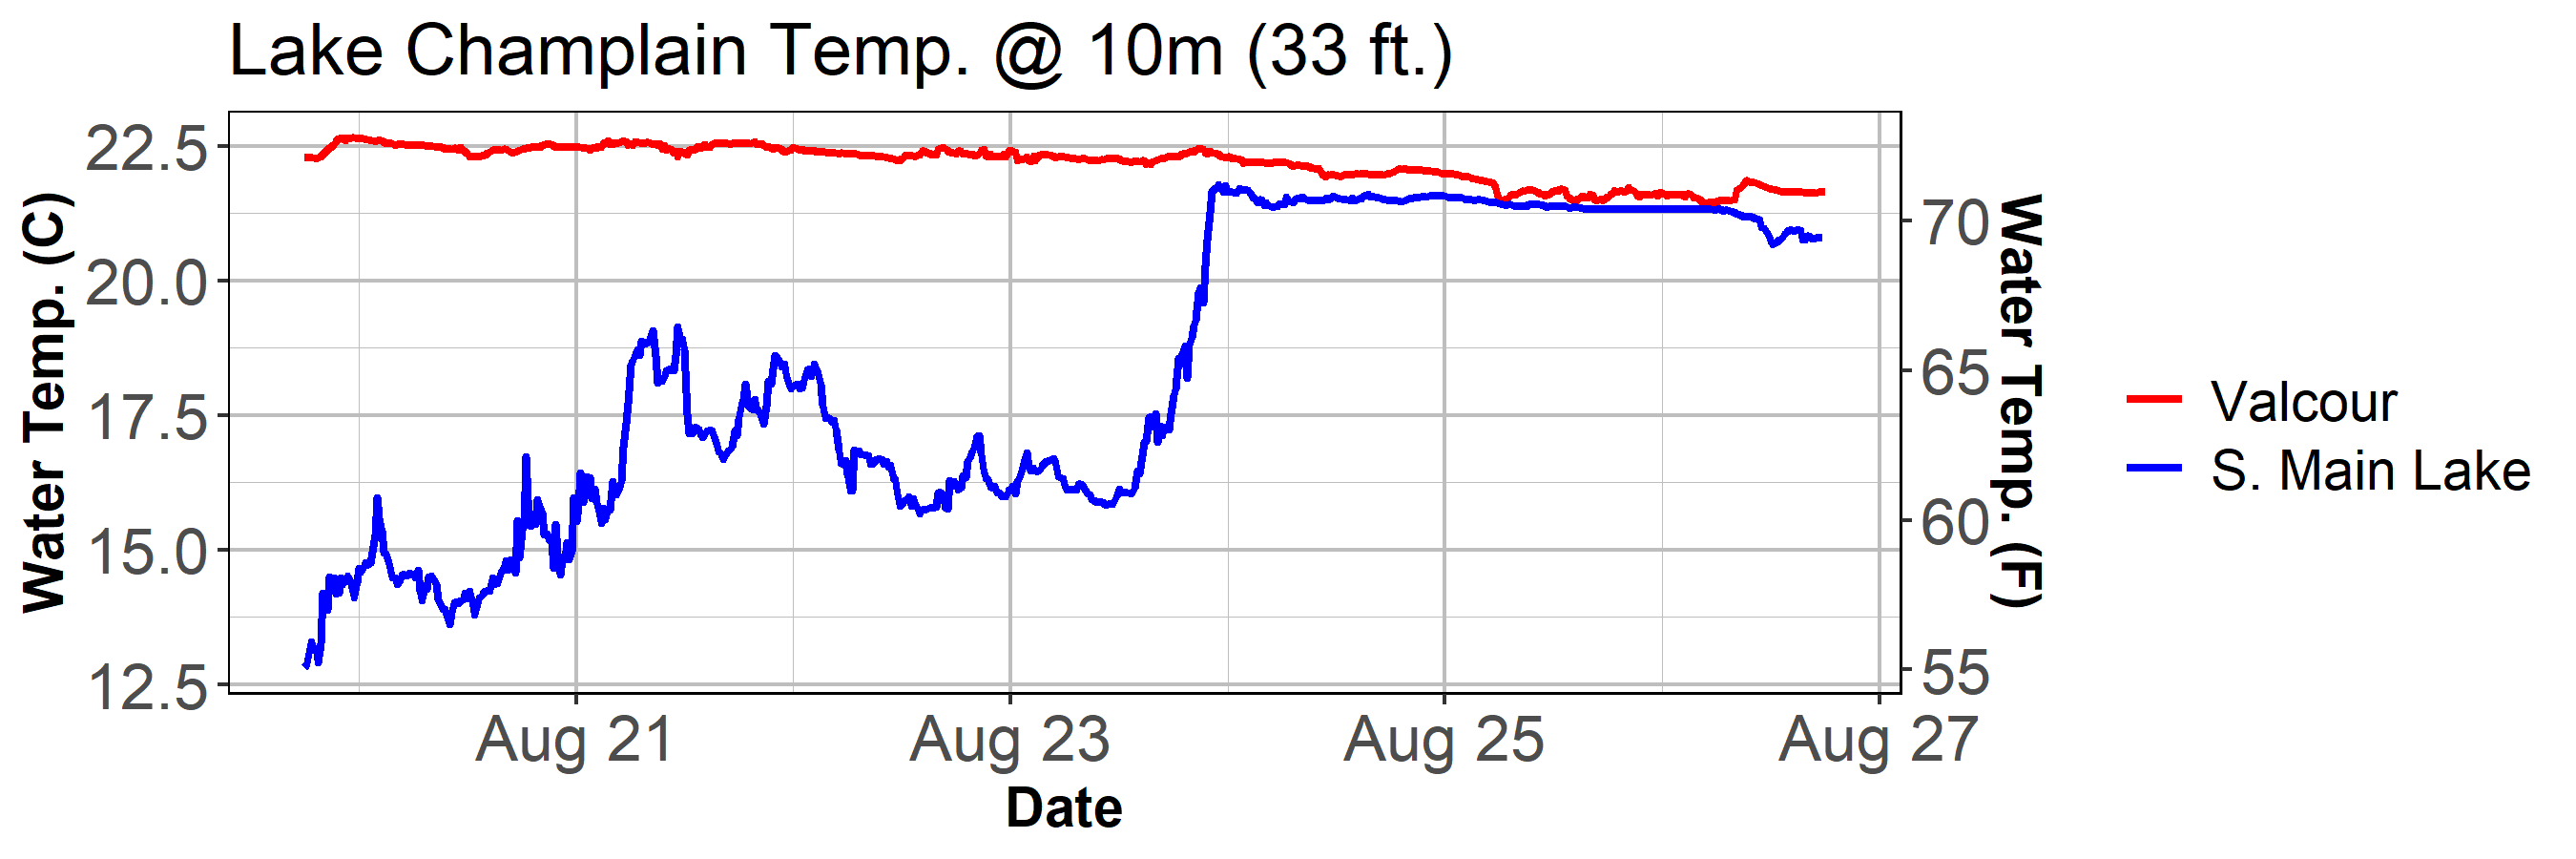 Lake Champlain Temp. @ 10m (33 ft.)
Water Temp. (C)
22.5
20.0
17.5
15.0
12.5
70
65
60
55
Water Temp. (F)
Valcour
S. Main Lake
Aug 21
Aug 23
Aug 25
Aug 27
Date